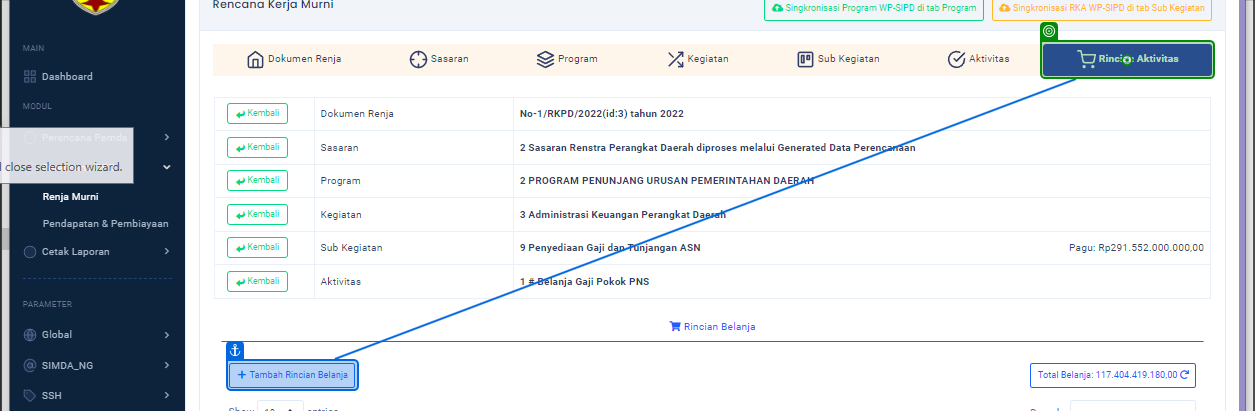 Rencana Kerja Murni
Singkronisasi Program WP-SIPD di tab Program
Singkronisasi RKA WP-SIPD di tab Sub Kegiatan
MAIN
Dashboard
MODUL
Perencana Pemda
close selection wizard.
Renja Murni
Pendapatan & Pembiayaan
Cetak Laporan
PARAMETER
Global
SIMDA_NG
SSH
Dokumen Renja
Sasaran
Program
Kegiatan
Sub Kegiatan
Aktivitas
Rincian Aktivitas
Kembali Dokumen Renja No-1/RKPD/2022(id:3) tahun 2022
Kembali Sasaran 2 Sasaran Renstra Perangkat Daerah diproses melalui Generated Data Perencanaan
Kembali Program 2 PROGRAM PENUNJANG URUSAN PEMERINTAHAN DAERAH
Kembali Kegiatan 3 Administrasi Keuangan Perangkat Daerah
Kembali Sub Kegiatan 9 Penyediaan Gaji dan Tunjangan ASN Pagu: Rp291.552.000.000,00
Kembali Aktivitas 1 # Belanja Gaji Pokok PNS
Rincian Belanja
+ Tambah Rincian Belanja
Total Belanja: 117.404.419.180,00
Show 10 entries